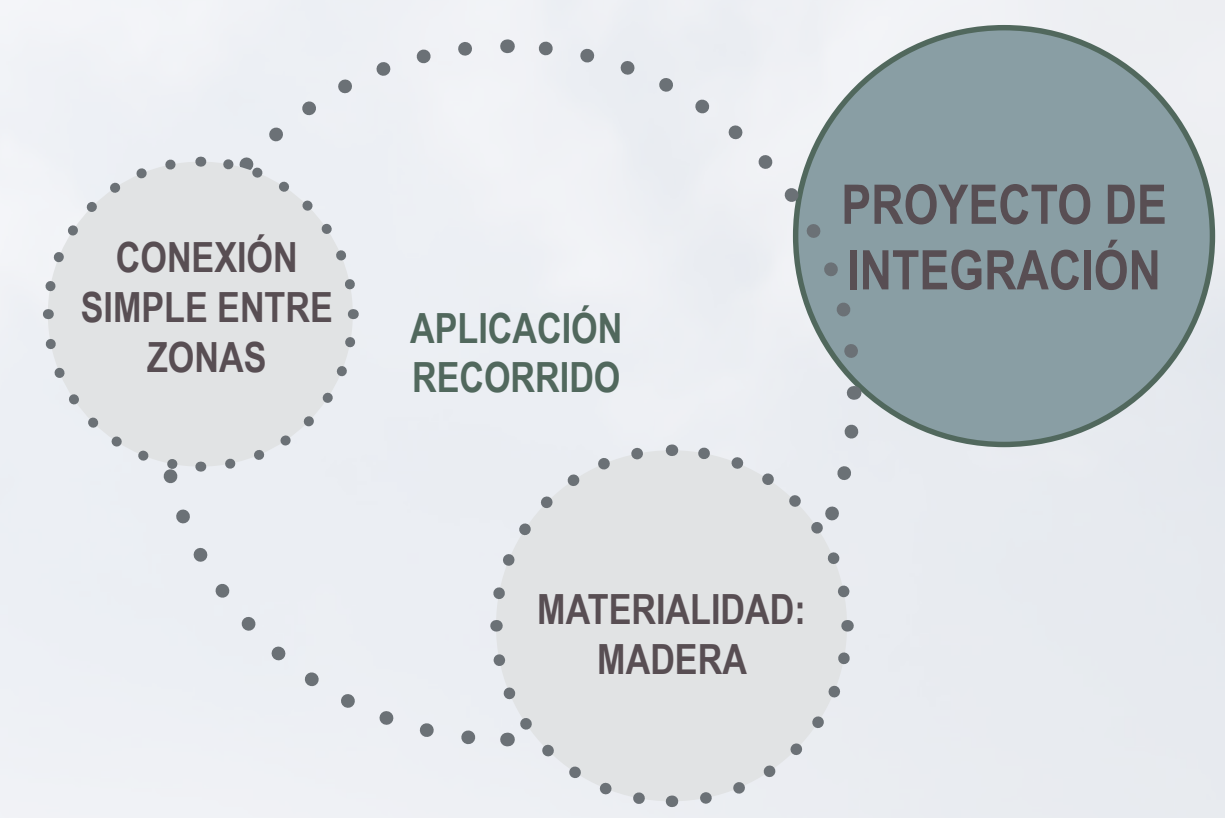 PROYECTO DE
INTEGRACIÓN
CONEXIÓN
SIMPLE ENTRE
ZONAS
APLICACIÓN
RECORRIDO
MATERIALIDAD:
MADERA